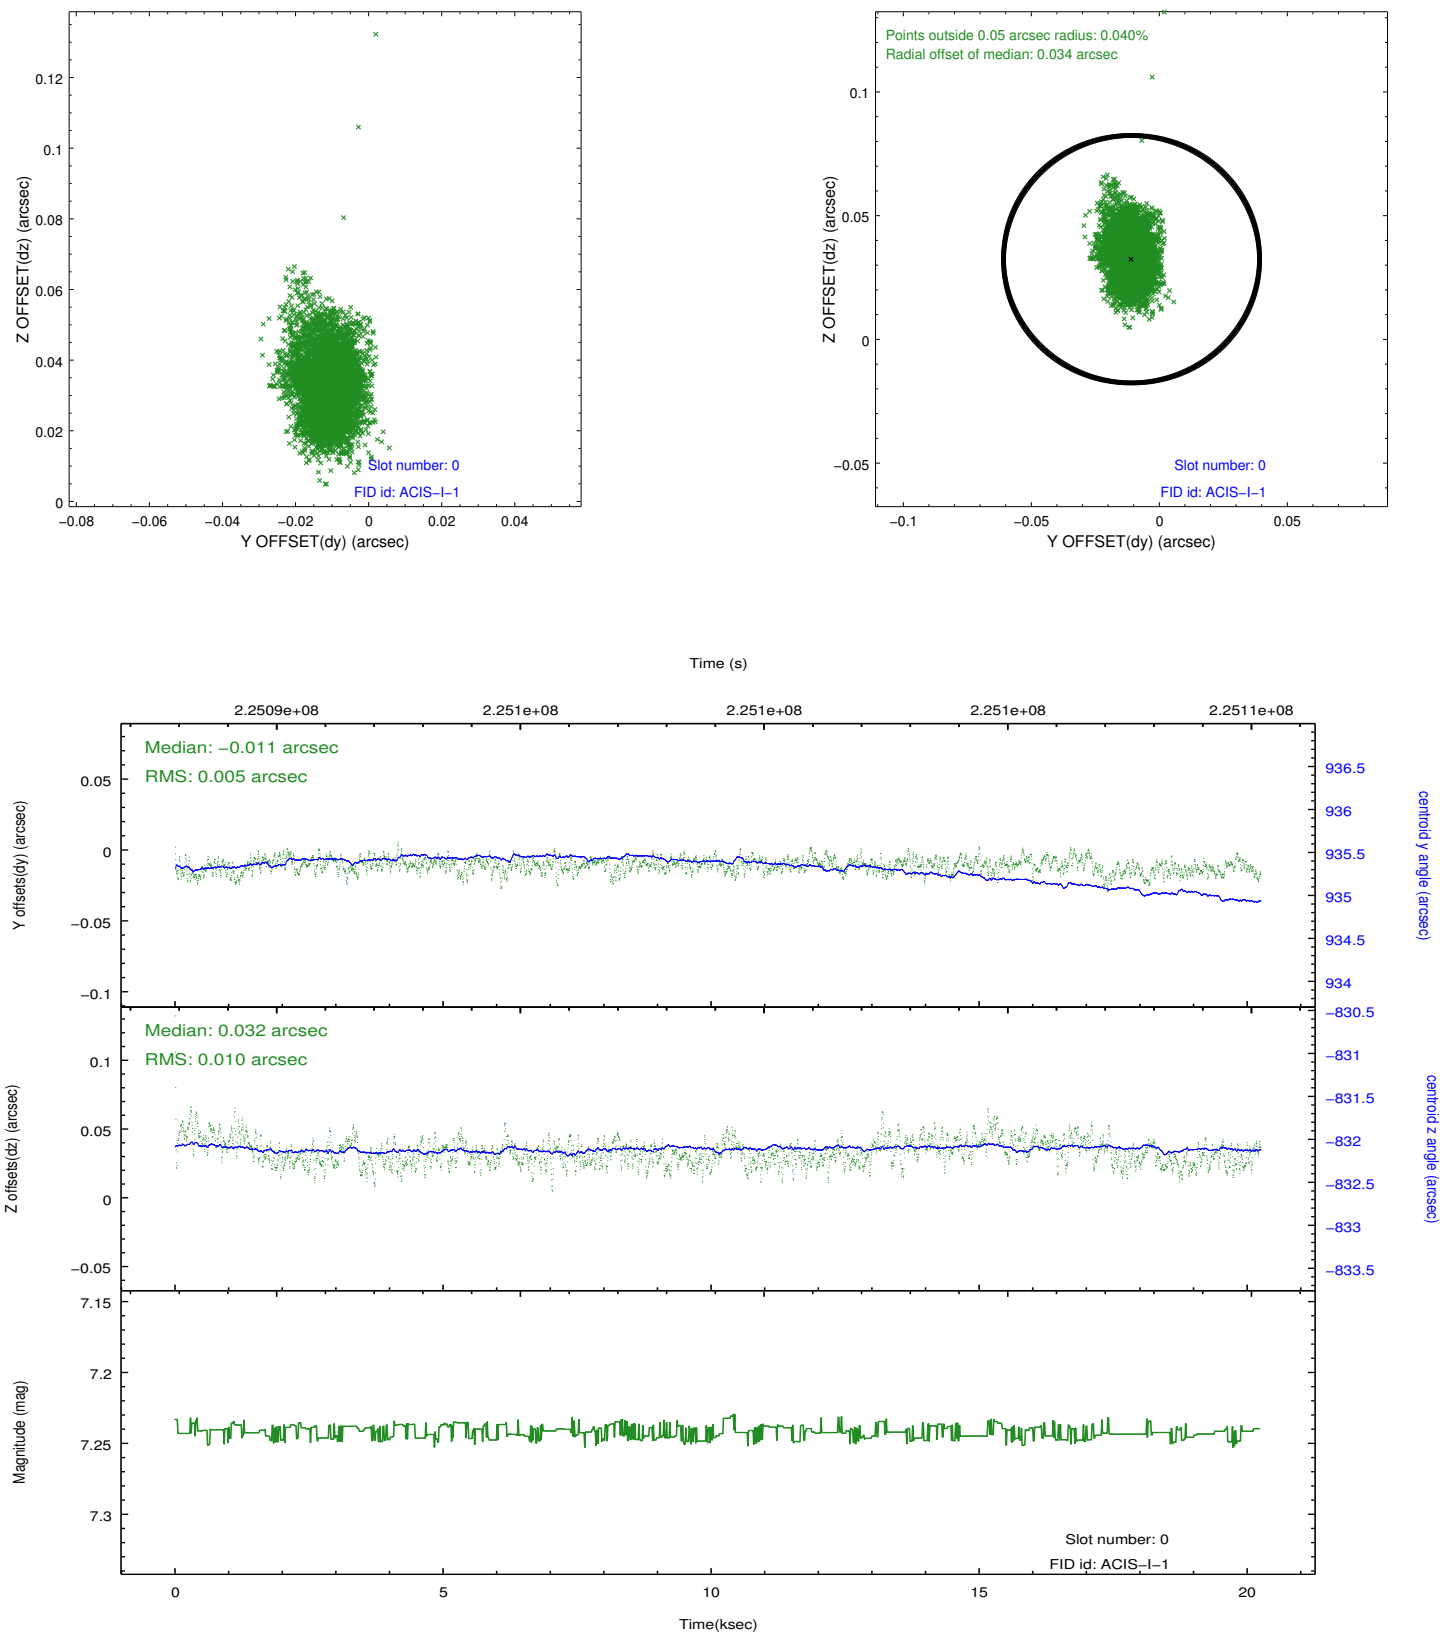 0.12
0.1
0.08
0.06
0.04
0.02
0
Z OFFSET(dz) (arcsec)
Slot number: 0
FID id: ACIS−I−1
−0.08
−0.06
−0.04
−0.02
0
0.02
0.04
Y OFFSET(dy) (arcsec)
Points outside 0.05 arcsec radius: 0.040%
Radial offset of median: 0.034 arcsec
0.1
0.05
0
−0.05
Z OFFSET(dz) (arcsec)
Slot number: 0
FID id: ACIS−I−1
−0.1
−0.05
0
0.05
Y OFFSET(dy) (arcsec)
Time (s)
2.2509e+08
2.251e+08
2.251e+08
2.251e+08
2.2511e+08
Median: −0.011 arcsec
RMS: 0.005 arcsec
0.05
0
−0.05
−0.1
Y offsets(dy) (arcsec)
936.5
936
935.5
935
934.5
934
centroid y angle (arcsec)
Median: 0.032 arcsec
RMS: 0.010 arcsec
0.1
0.05
0
−0.05
Z offsets(dz) (arcsec)
−830.5
−831
−831.5
−832
−832.5
−833
−833.5
centroid z angle (arcsec)
7.15
7.2
7.25
7.3
Magnitude (mag)
Slot number: 0
FID id: ACIS−I−1
0
5
10
15
20
Time(ksec)